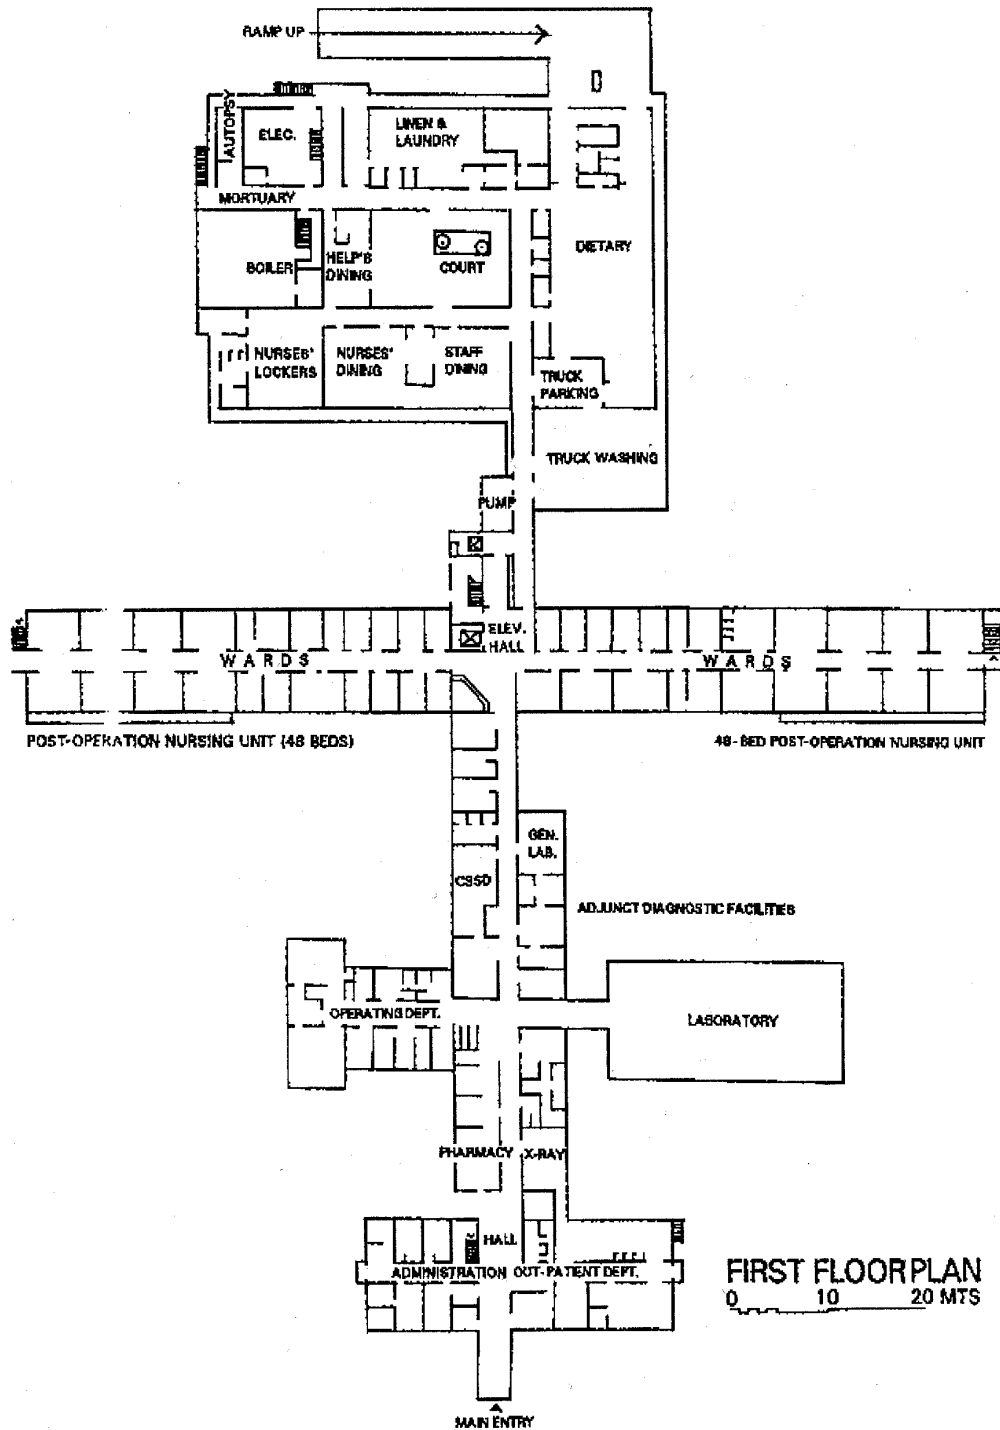 RAMP UP
AUTOPSY
ELEC.
LINEN &
LAUNDRY
MORTUARY
BOILER
HELP'S
DINING
COURT
DIETARY
NURSES'
LOCKERS
NURSES'
DINING
STAFF
DINING
TRUCK
PARKING
TRUCK WASHING
PUMP
ELEV.
HALL
WARDS
WARDS
POST-OPERATION NURSING UNIT (48 BEDS)
48-BED POST-OPERATION NURSING UNIT
GEN.
LAB.
CSSD
ADJUNCT DIAGNOSTIC FACILITIES
OPERATING DEPT.
LABORATORY
PHARMACY
X-RAY
HALL
ADMINISTRATION
OUT-PATIENT DEPT.
FIRST FLOOR PLAN
0 10 20 MTS
MAIN ENTRY